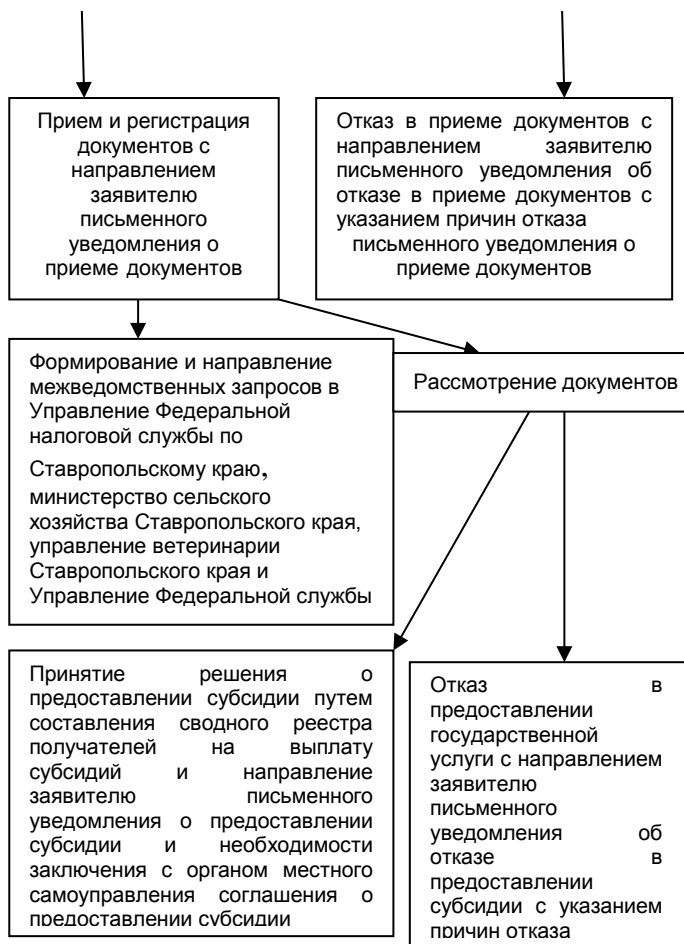 Прием и регистрация
документов с
направлением
заявителю
письменного
уведомления о
приеме документов
Отказ в приеме документов с
направлением заявителю
письменного уведомления об
отказе в приеме документов с
указанием причин отказа
письменного уведомления о
приеме документов
Формирование и направление
межведомственных запросов в
Управление Федеральной
налоговой службы по
Ставропольскому краю,
министерство сельского
хозяйства Ставропольского края,
управление ветеринарии
Ставропольского края и
Управление Федеральной службы
Рассмотрение документов
Принятие решения о
предоставлении субсидии путем
составления сводного реестра
получателей на выплату
субсидий и направление
заявителю письменного
уведомления о предоставлении
субсидии и необходимости
заключения с органом местного
самоуправления соглашения о
предоставлении субсидии
Отказ в
предоставлении
государственной
услуги с направлением
заявителю
письменного
уведомления об
отказе в
предоставлении
субсидии с указанием
причин отказа